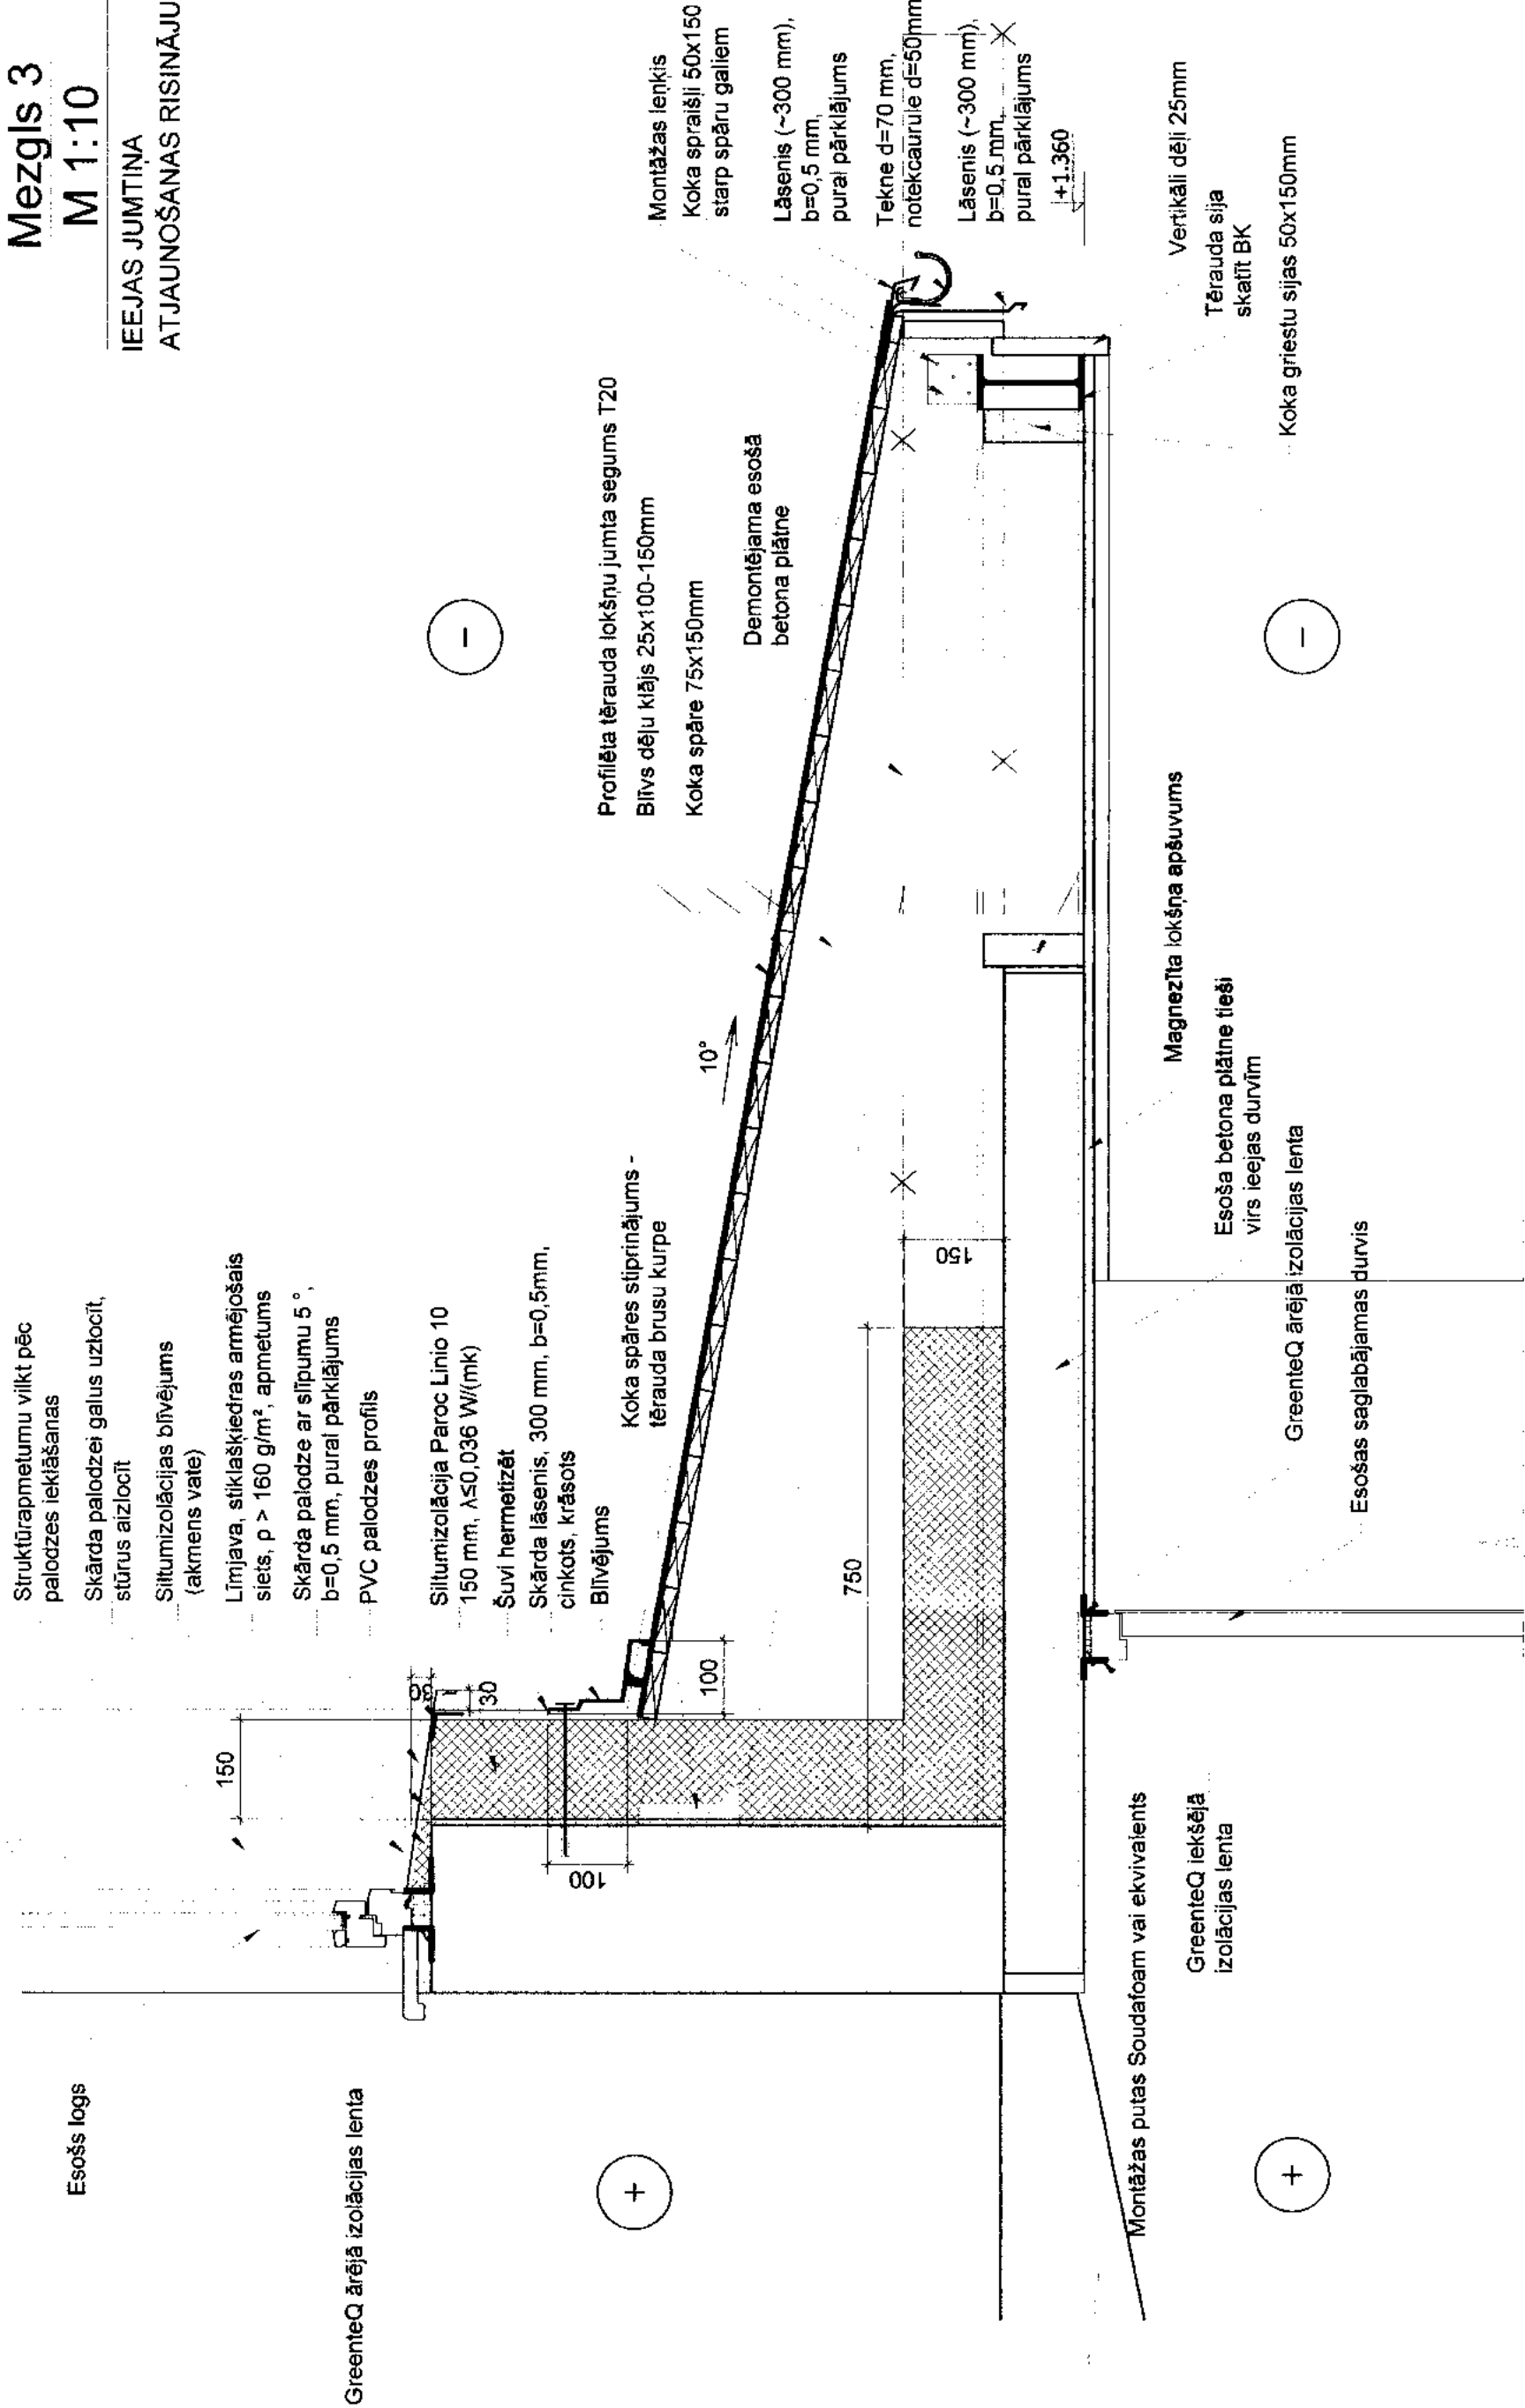 Mezgls 3
M 1:10
IEEJAS JUMTIŅA
ATJAUNOŠANAS RISINĀJU
Struktūrapmetumu vilkt pēc
palodzes ieklāšanas
Skārda palodzei galus uzlocīt,
stūrus aizlocīt
Siltumizolācijas blīvējums
(akmens vate)
Līmjava, stiklašķiedras armējošais
siets, ρ > 160 g/m², apmetums
Skārda palodze ar slīpumu 5°,
b=0,5 mm, pural pārklājums
PVC palodzes profils
Siltumizolācija Paroc Linio 10
150 mm, λ≤0,036 W/(mk)
Šuvi hermetizēt
Skārda lāsenis, 300 mm, b=0,5mm,
cinkots, krāsots
Blīvējums
Koka spāres stiprinājums -
tērauda brusu kurpe
Esošs logs
GreenteQ ārējā izolācijas lenta
150
30
30
100
100
750
150
10°
+
-
Profilēta tērauda lokšņu jumta segums T20
Blīvs dēļu klājs 25x100-150mm
Koka spāre 75x150mm
Demontējama esošā
betona plātne
Montāžas leņķis
Koka spraišļi 50x150
starp spāru galiem
Lāsenis (~300 mm),
b=0,5 mm,
pural pārklājums
Tekne d=70 mm,
notekcaurule d=50mm
Lāsenis (~300 mm),
b=0,5 mm,
pural pārklājums
+1.360
Vertikāli dēļi 25mm
Tērauda sija
skatīt BK
Koka griestu sijas 50x150mm
-
Magnezīta lokšņa apšuvums
Esoša betona plātne tieši
virs ieejas durvīm
GreenteQ ārējā izolācijas lenta
Esošas saglabājamas durvis
Montāžas putas Soudafoam vai ekvivalents
GreenteQ iekšējā
izolācijas lenta
+